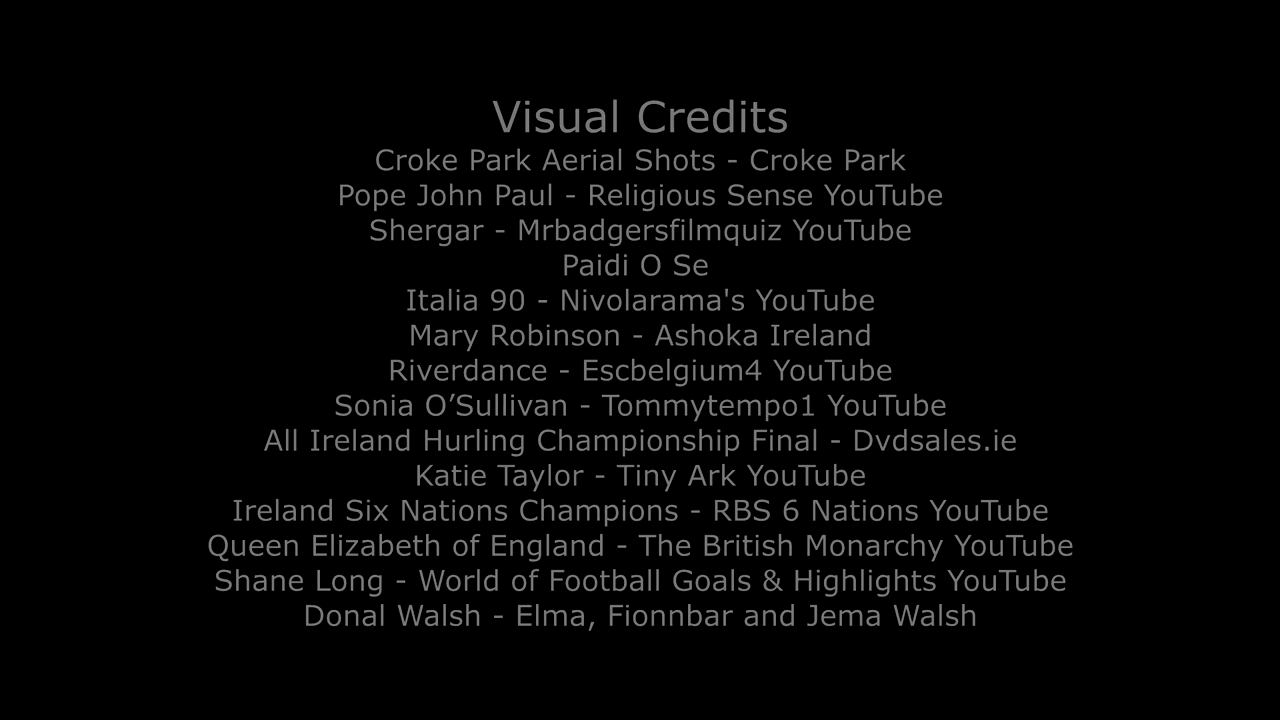 Visual Credits
Croke Park Aerial Shots - Croke Park
Pope John Paul - Religious Sense YouTube
Shergar - Mrbadgersfilmquiz YouTube
Paidi O Se
Italia 90 - Nivolarama's YouTube
Mary Robinson - Ashoka Ireland
Riverdance - Escbelgium4 YouTube
Sonia O’Sullivan - Tommytempo1 YouTube
All Ireland Hurling Championship Final - Dvdsales.ie
Katie Taylor - Tiny Ark YouTube
Ireland Six Nations Champions - RBS 6 Nations YouTube
Queen Elizabeth of England - The British Monarchy YouTube
Shane Long - World of Football Goals & Highlights YouTube
Donal Walsh - Elma, Fionnbar and Jema Walsh